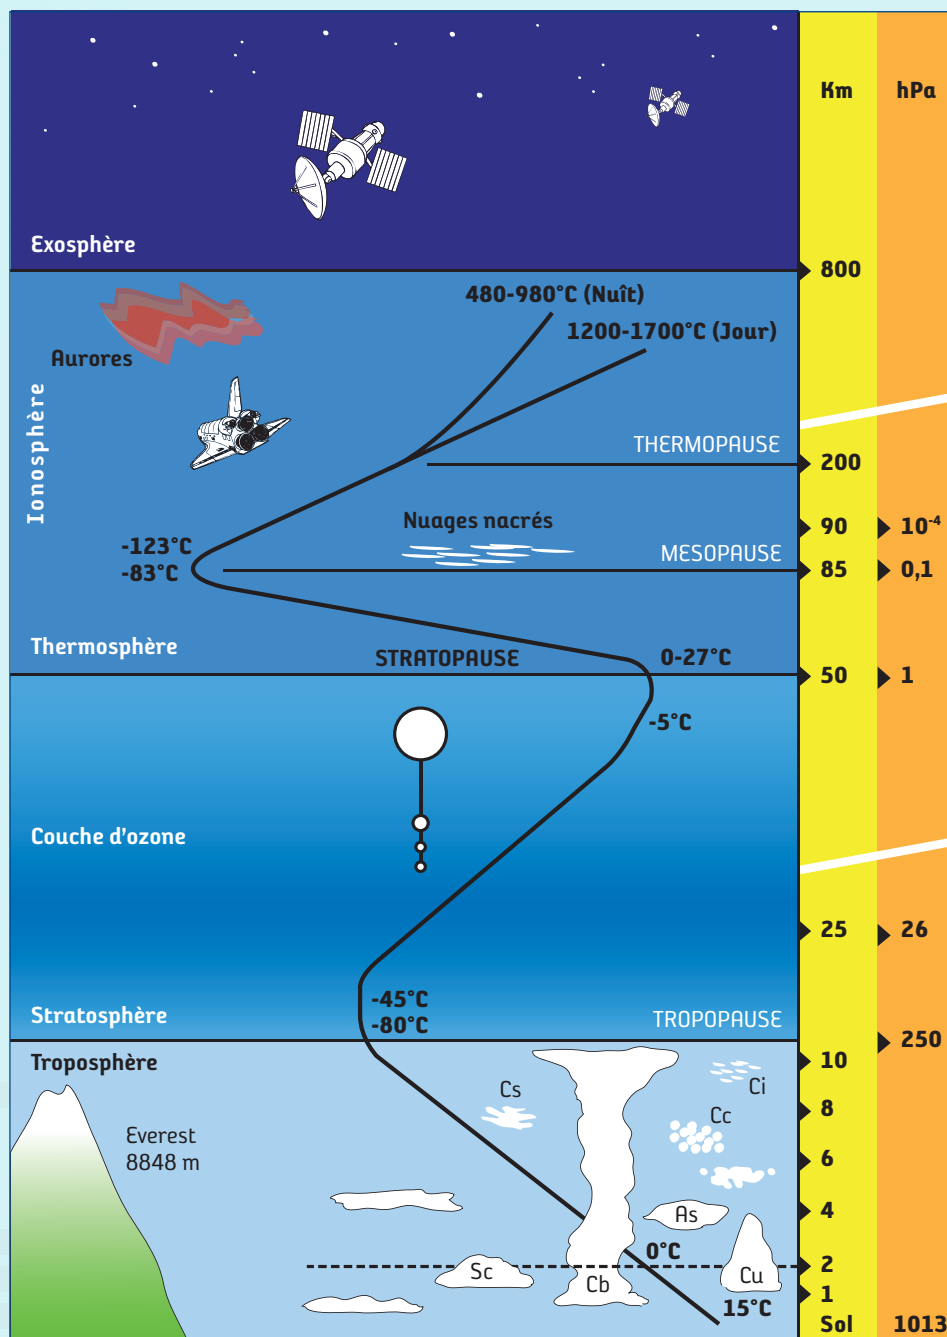 Km hPa
Exosphère
800
480-980°C (Nuît)
1200-1700°C (Jour)
Aurores
Ionosphère
THERMOPAUSE
200
Nuages nacrés
90 10-4
-123°C
MESOPAUSE
-83°C
85 0,1
Thermosphère
STRATOPAUSE
0-27°C
50 1
-5°C
Couche d'ozone
25 26
-45°C
Stratosphère
-80°C
TROPOPAUSE
250
Troposphère
10
Cs
Ci
8
Cc
Everest
8848 m
6
4
As
0°C
2
Sc
Cb
Cu
1
15°C
Sol 1013